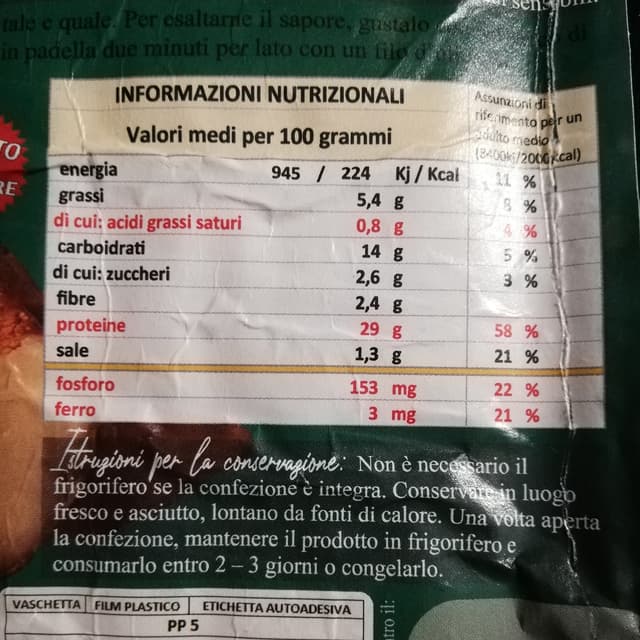 tale e quale. Per esaltarne il sapore, gustalo
di
in padella due minuti per lato con un filo d'
TO
RE
INFORMAZIONI NUTRIZIONALI
Valori medi per 100 grammi
Assunzioni di
riferimento per un
adulto medio
(8400kj/2000kcal)
energia 945 / 224 Kj / Kcal 11 %
grassi 5,4 g 8 %
di cui: acidi grassi saturi 0,8 g 4 %
carboidrati 14 g 5 %
di cui: zuccheri 2,6 g 3 %
fibre 2,4 g
proteine 29 g 58 %
sale 1,3 g 21 %
fosforo 153 mg 22 %
ferro 3 mg 21 %
Istruzioni per la conservazione: Non è necessario il
frigorifero se la confezione è integra. Conservare in luogo
fresco e asciutto, lontano da fonti di calore. Una volta aperta
la confezione, mantenere il prodotto in frigorifero e
consumarlo entro 2 – 3 giorni o congelarlo.
VASCHETTA FILM PLASTICO ETICHETTA AUTOADESIVA
PP 5
tro il: